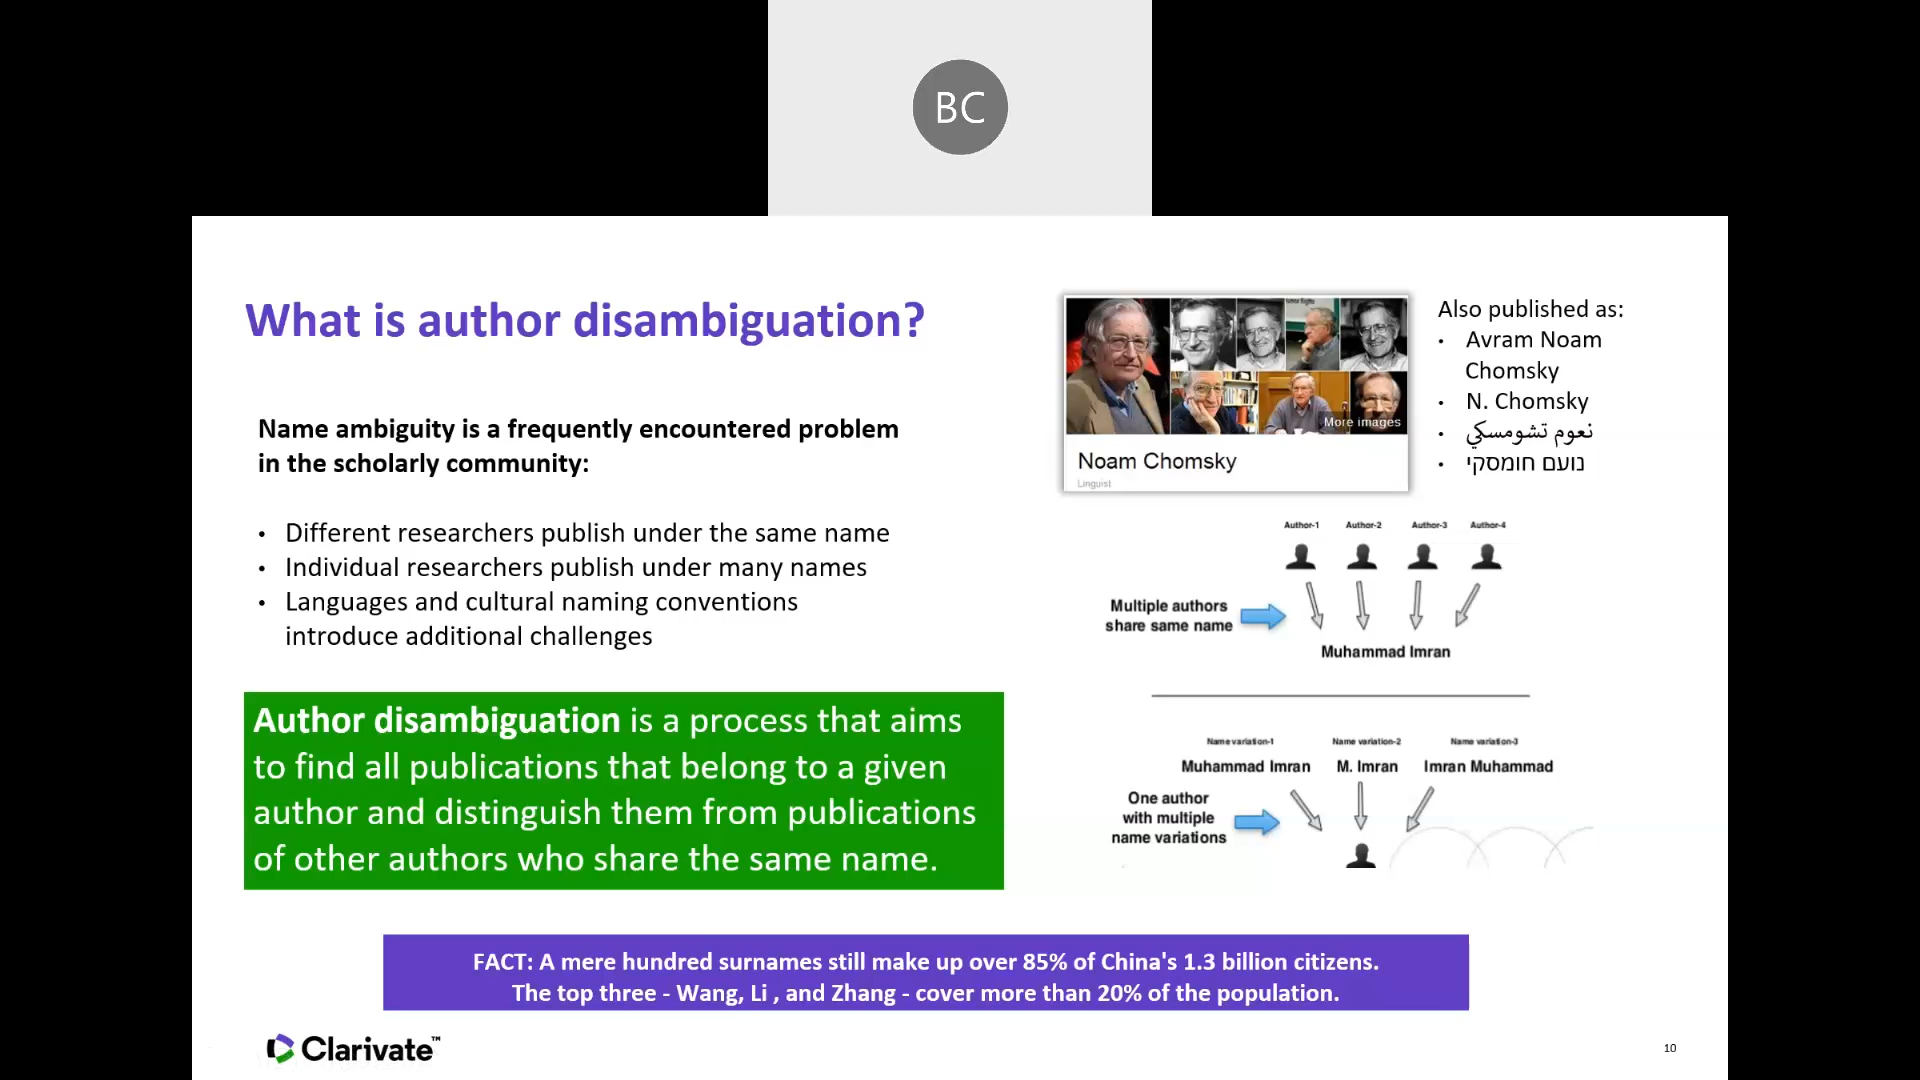 BC
What is author disambiguation?
Name ambiguity is a frequently encountered problem
in the scholarly community:
• Different researchers publish under the same name
• Individual researchers publish under many names
• Languages and cultural naming conventions
introduce additional challenges
Author disambiguation is a process that aims
to find all publications that belong to a given
author and distinguish them from publications
of other authors who share the same name.
More images
Noam Chomsky
Linguist
Also published as:
• Avram Noam
Chomsky
• N. Chomsky
• نعوم تشومسكي
• נועם חומסקי
Author-1 Author-2 Author-3 Author-4
Multiple authors
share same name
Muhammad Imran
Name variation-1 Name variation-2 Name variation-3
Muhammad Imran M. Imran Imran Muhammad
One author
with multiple
name variations
FACT: A mere hundred surnames still make up over 85% of China's 1.3 billion citizens.
The top three - Wang, Li , and Zhang - cover more than 20% of the population.
Clarivate™
10